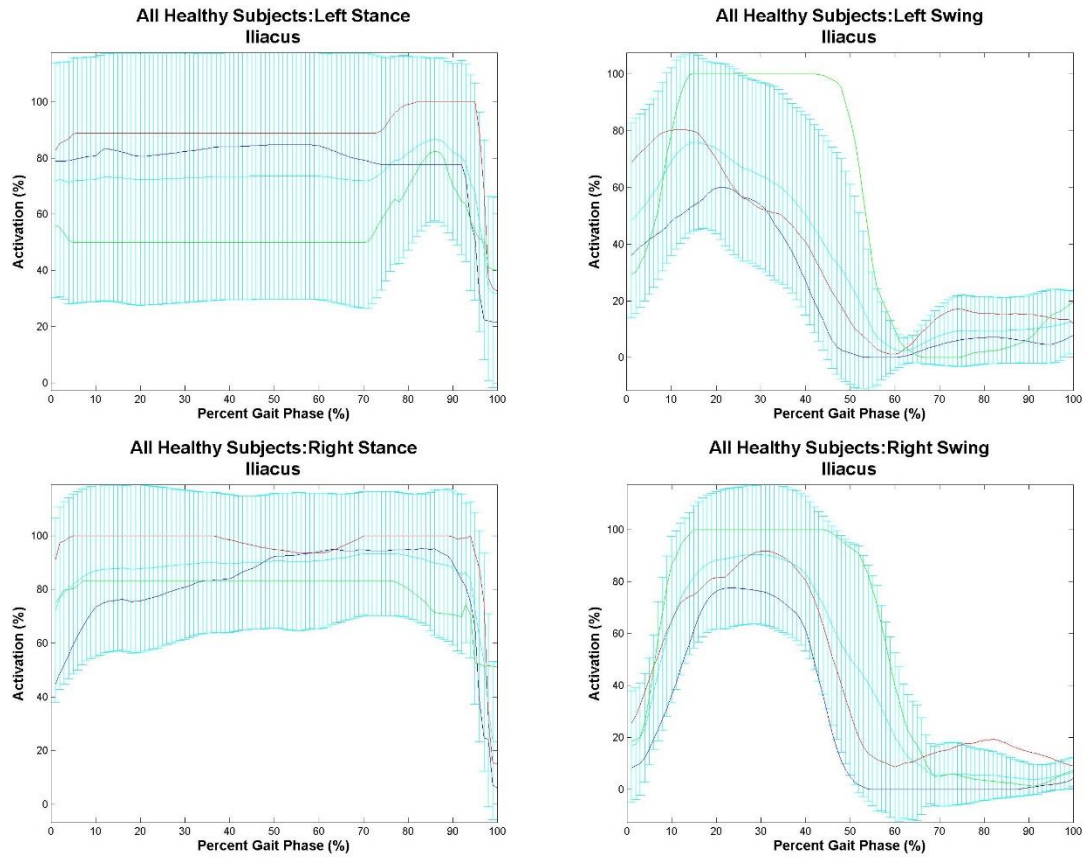 All Healthy Subjects:Left Stance
Iliacus
Activation (%)
100
80
60
40
20
0
0 10 20 30 40 50 60 70 80 90 100
Percent Gait Phase (%)
All Healthy Subjects:Left Swing
Iliacus
Activation (%)
100
80
60
40
20
0
0 10 20 30 40 50 60 70 80 90 100
Percent Gait Phase (%)
All Healthy Subjects:Right Stance
Iliacus
Activation (%)
100
80
60
40
20
0
0 10 20 30 40 50 60 70 80 90 100
Percent Gait Phase (%)
All Healthy Subjects:Right Swing
Iliacus
Activation (%)
100
80
60
40
20
0
0 10 20 30 40 50 60 70 80 90 100
Percent Gait Phase (%)